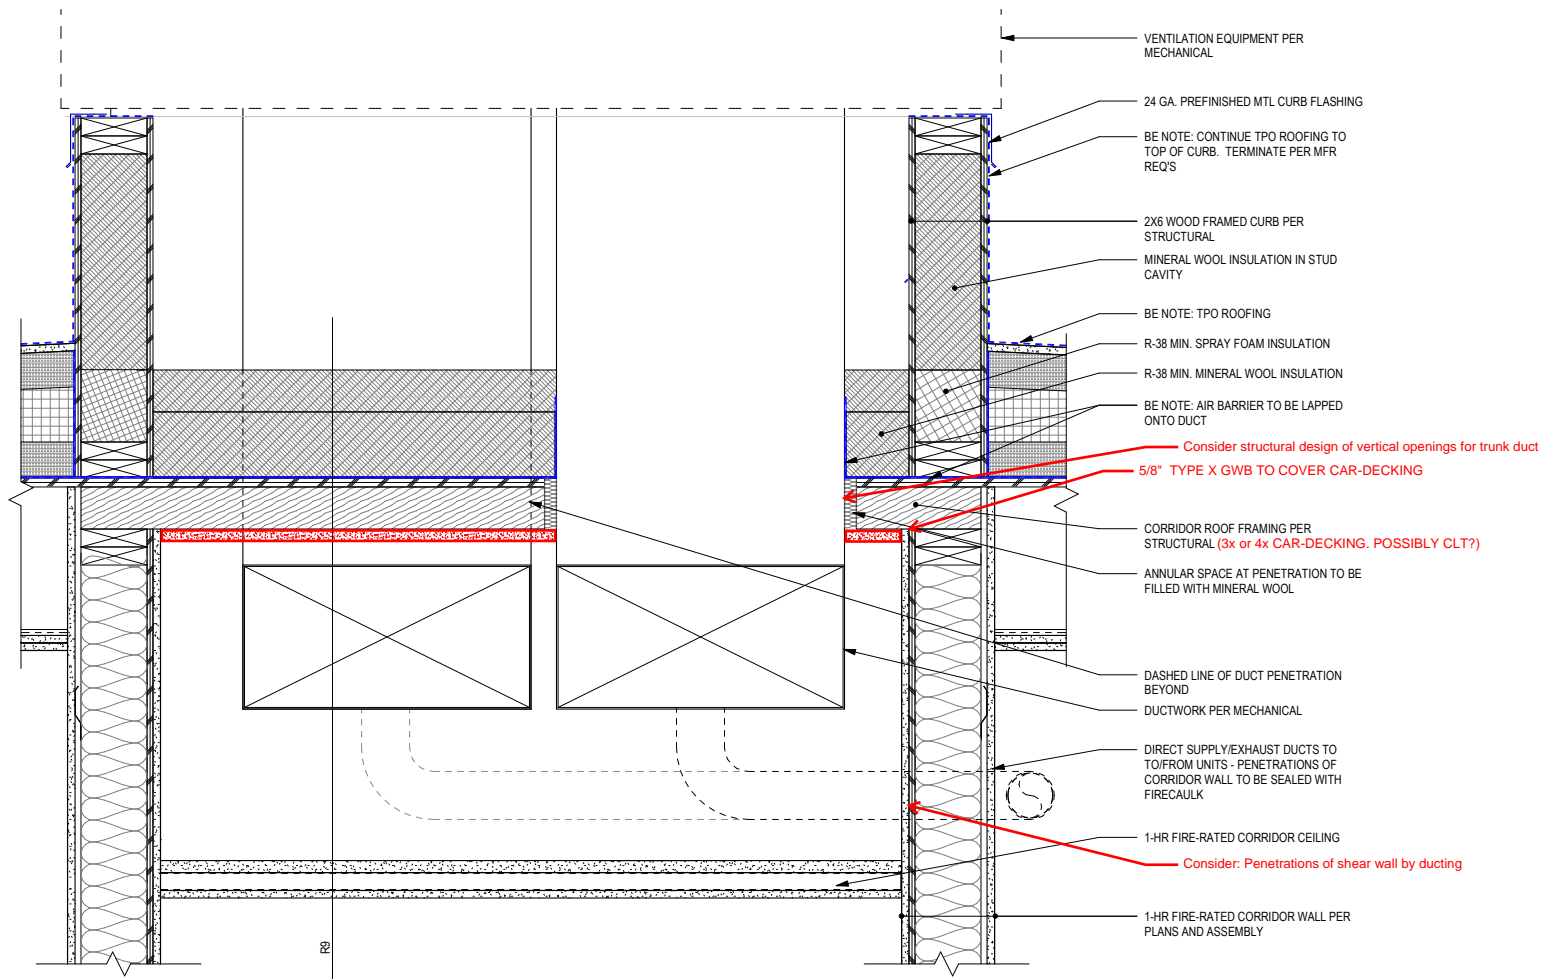 VENTILATION EQUIPMENT PER
MECHANICAL
24 GA. PREFINISHED MTL CURB FLASHING
BE NOTE: CONTINUE TPO ROOFING TO
TOP OF CURB.  TERMINATE PER MFR
REQ'S
2X6 WOOD FRAMED CURB PER
STRUCTURAL
MINERAL WOOL INSULATION IN STUD
CAVITY
BE NOTE: TPO ROOFING
R-38 MIN. SPRAY FOAM INSULATION
R-38 MIN. MINERAL WOOL INSULATION
BE NOTE: AIR BARRIER TO BE LAPPED
ONTO DUCT
Consider structural design of vertical openings for trunk duct
5/8"  TYPE X GWB TO COVER CAR-DECKING
CORRIDOR ROOF FRAMING PER
STRUCTURAL (3x or 4x CAR-DECKING. POSSIBLY CLT?)
ANNULAR SPACE AT PENETRATION TO BE
FILLED WITH MINERAL WOOL
DASHED LINE OF DUCT PENETRATION
BEYOND
DUCTWORK PER MECHANICAL
DIRECT SUPPLY/EXHAUST DUCTS TO
TO/FROM UNITS - PENETRATIONS OF
CORRIDOR WALL TO BE SEALED WITH
FIRECAULK
1-HR FIRE-RATED CORRIDOR CEILING
Consider: Penetrations of shear wall by ducting
1-HR FIRE-RATED CORRIDOR WALL PER
PLANS AND ASSEMBLY
R9